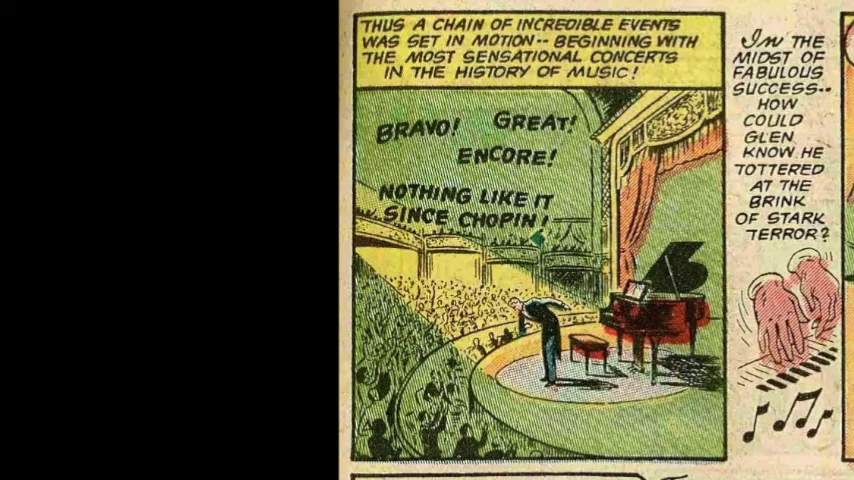 THUS A CHAIN OF INCREDIBLE EVENTS
WAS SET IN MOTION-- BEGINNING WITH
THE MOST SENSATIONAL CONCERTS
IN THE HISTORY OF MUSIC!
BRAVO! GREAT!
ENCORE!
NOTHING LIKE IT
SINCE CHOPIN!
IN THE
MIDST OF
FABULOUS
SUCCESS--
HOW
COULD
GLEN
KNOW HE
TOTTERED
AT THE
BRINK
OF STARK
TERROR?